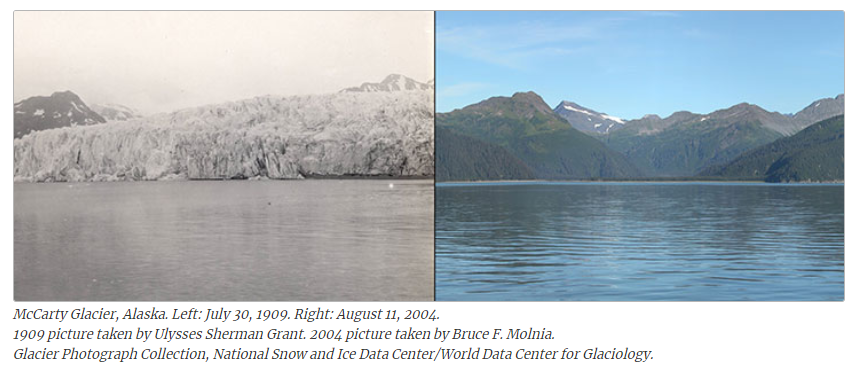 McCarty Glacier, Alaska. Left: July 30, 1909. Right: August 11, 2004.
1909 picture taken by Ulysses Sherman Grant. 2004 picture taken by Bruce F. Molnia.
Glacier Photograph Collection, National Snow and Ice Data Center/World Data Center for Glaciology.